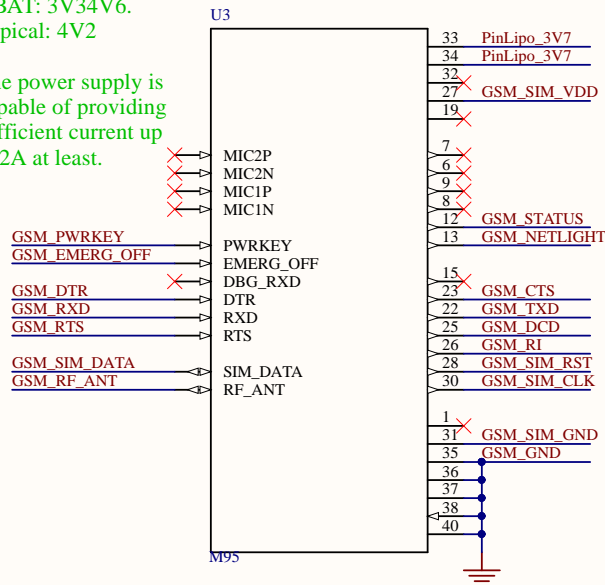 BAT: 3V34V6.
pical: 4V2
e power supply is
pable of providing
fficient current up
2A at least.
U3
33 PinLipo_3V7
34 PinLipo_3V7
32
27 GSM_SIM_VDD
19
MIC2P 7
MIC2N 6
MIC1P 9
MIC1N 8
12 GSM_STATUS
GSM_PWRKEY PWRKEY 13 GSM_NETLIGHT
GSM_EMERG_OFF EMERG_OFF
DBG_RXD 15
GSM_DTR DTR 23 GSM_CTS
GSM_RXD RXD 22 GSM_TXD
GSM_RTS RTS 25 GSM_DCD
26 GSM_RI
GSM_SIM_DATA SIM_DATA 28 GSM_SIM_RST
GSM_RF_ANT RF_ANT 30 GSM_SIM_CLK
1
31 GSM_SIM_GND
35 GSM_GND
36
37
38
40
M95